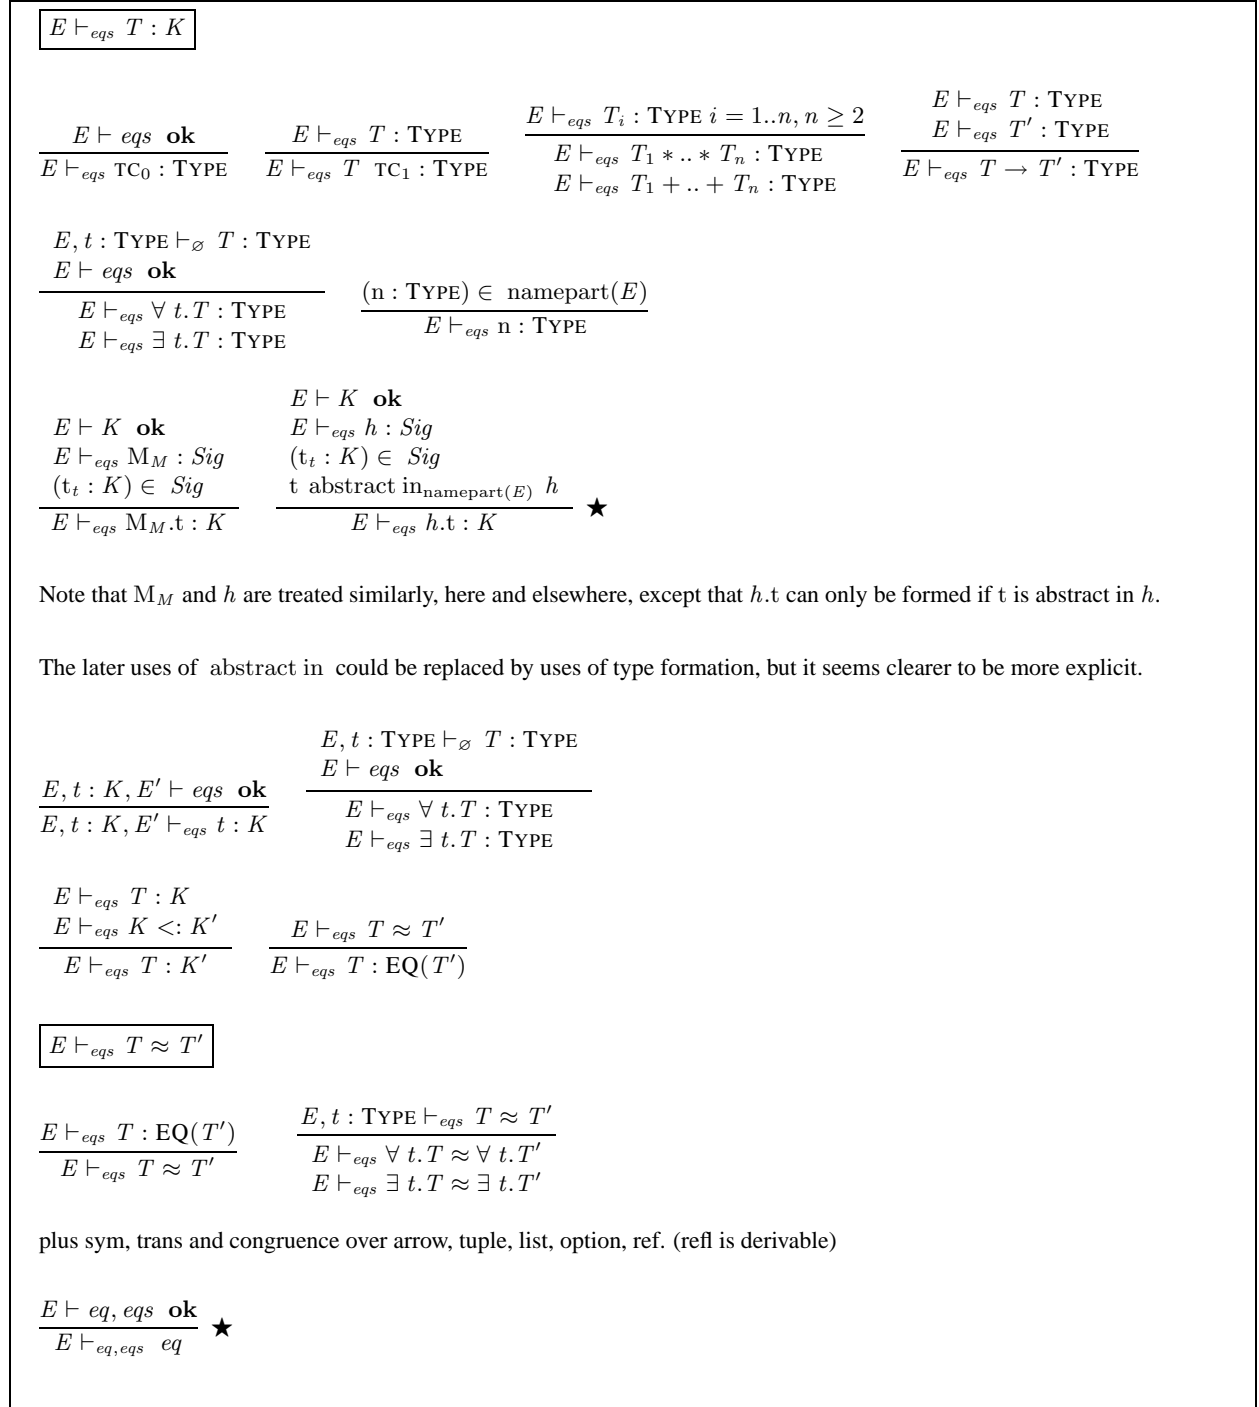 E ⊢_eqs T : K
E ⊢ eqs ok
E ⊢_eqs TC₀ : TYPE
E ⊢_eqs T : TYPE
E ⊢_eqs T TC₁ : TYPE
E ⊢_eqs T_i : TYPE i = 1..n, n ≥ 2
E ⊢_eqs T₁ * .. * T_n : TYPE
E ⊢_eqs T₁ + .. + T_n : TYPE
E ⊢_eqs T : TYPE
E ⊢_eqs T′ : TYPE
E ⊢_eqs T → T′ : TYPE
E, t : TYPE ⊢_∅ T : TYPE
E ⊢ eqs ok
E ⊢_eqs ∀ t. T : TYPE
E ⊢_eqs ∃ t. T : TYPE
(n : TYPE) ∈ namepart(E)
E ⊢_eqs n : TYPE
E ⊢ K ok
E ⊢_eqs M_M : Sig
(t_t : K) ∈ Sig
E ⊢_eqs M_M.t : K
E ⊢ K ok
E ⊢_eqs h : Sig
(t_t : K) ∈ Sig
t abstract in_namepart(E) h
E ⊢_eqs h.t : K ★
Note that M_M and h are treated similarly, here and elsewhere, except that h.t can only be formed if t is abstract in h.
The later uses of abstract in could be replaced by uses of type formation, but it seems clearer to be more explicit.
E, t : K, E′ ⊢ eqs ok
E, t : K, E′ ⊢_eqs t : K
E, t : TYPE ⊢_∅ T : TYPE
E ⊢ eqs ok
E ⊢_eqs ∀ t. T : TYPE
E ⊢_eqs ∃ t. T : TYPE
E ⊢_eqs T : K
E ⊢_eqs K <: K′
E ⊢_eqs T : K′
E ⊢_eqs T ≈ T′
E ⊢_eqs T : EQ(T′)
E ⊢_eqs T ≈ T′
E ⊢_eqs T : EQ(T′)
E ⊢_eqs T ≈ T′
E, t : TYPE ⊢_eqs T ≈ T′
E ⊢_eqs ∀ t. T ≈ ∀ t. T′
E ⊢_eqs ∃ t. T ≈ ∃ t. T′
plus sym, trans and congruence over arrow, tuple, list, option, ref. (refl is derivable)
E ⊢ eq, eqs ok
E ⊢_eq,eqs eq ★